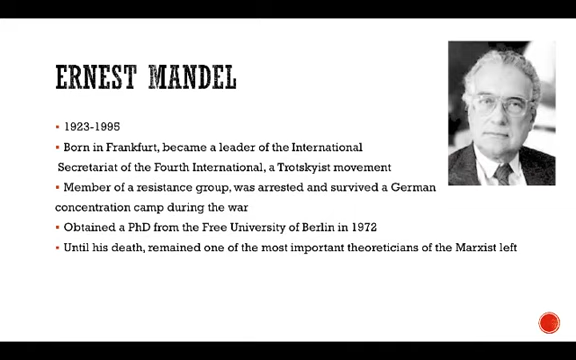 ERNEST MANDEL
1923-1995
Born in Frankfurt, became a leader of the International
Secretariat of the Fourth International, a Trotskyist movement
Member of a resistance group, was arrested and survived a German
concentration camp during the war
Obtained a PhD from the Free University of Berlin in 1972
Until his death, remained one of the most important theoreticians of the Marxist left